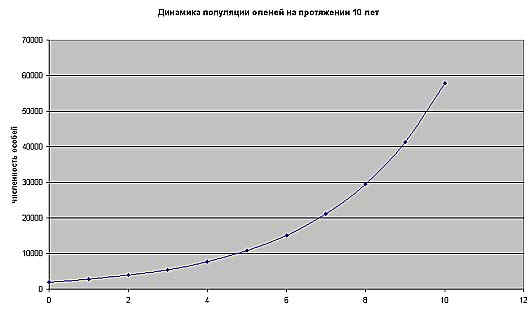 Динамика популяции оленей на протяжении 10 лет
70000
60000
50000
40000
30000
20000
10000
0
численность особей
0 2 4 6 8 10 12